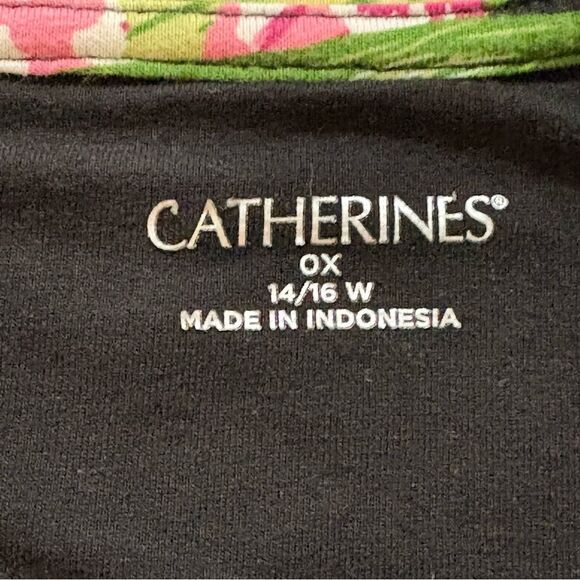 CATHERINES®
0X
14/16 W
MADE IN INDONESIA